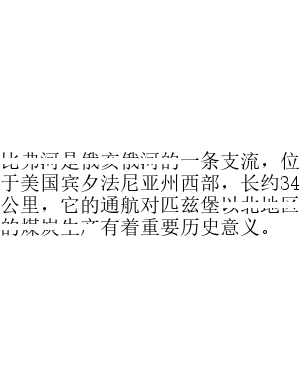 比弗河是俄亥俄河的一条支流，位
于美国宾夕法尼亚州西部，长约34
公里，它的通航对匹兹堡以北地区
的煤炭生产有着重要历史意义。